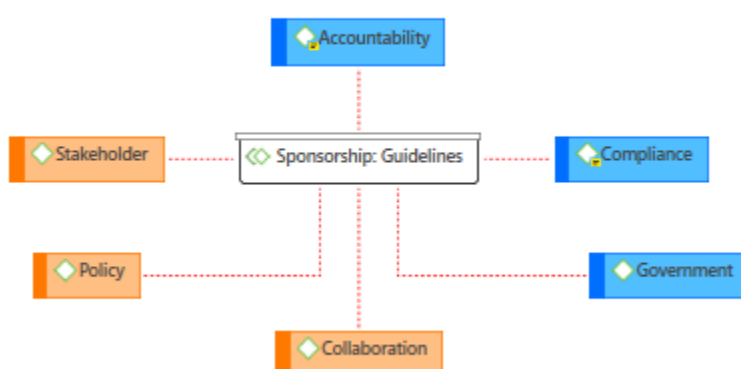 Accountability
Stakeholder
Sponsorship: Guidelines
Compliance
Policy
Government
Collaboration